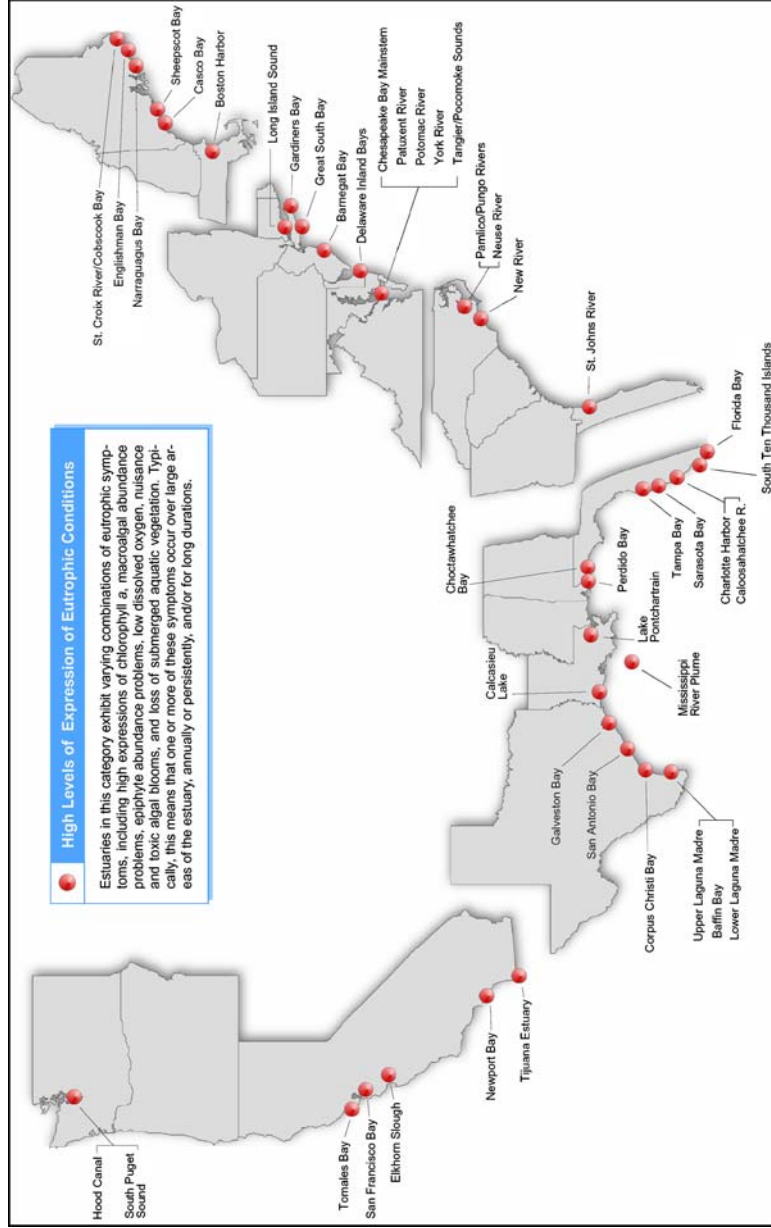 High Levels of Expression of Eutrophic Conditions
Estuaries in this category exhibit varying combinations of eutrophic symp-
toms, including high expressions of chlorophyll a, macroalgal abundance
problems, epiphyte abundance problems, low dissolved oxygen, nuisance
and toxic algal blooms, and loss of submerged aquatic vegetation. Typi-
cally, this means that one or more of these symptoms occur over large ar-
eas of the estuary, annually or persistently, and/or for long durations.
Hood Canal
South Puget
Sound
Tomales Bay
San Francisco Bay
Elkhorn Slough
Newport Bay
Tijuana Estuary
Upper Laguna Madre
Baffin Bay
Lower Laguna Madre
Corpus Christi Bay
San Antonio Bay
Galveston Bay
Calcasieu
Lake
Mississippi
River Plume
Lake
Pontchartrain
Perdido Bay
Choctawhatchee
Bay
Tampa Bay
Sarasota Bay
Charlotte Harbor
Caloosahatchee R.
South Ten Thousand Islands
Florida Bay
St. Johns River
New River
Pamlico/Pungo Rivers
Neuse River
Chesapeake Bay Mainstem
Patuxent River
Potomac River
York River
Tangier/Pocomoke Sounds
Delaware Inland Bays
Barnegat Bay
Great South Bay
Gardiners Bay
Long Island Sound
Boston Harbor
Casco Bay
Sheepscot Bay
Narraguagus Bay
Englishman Bay
St. Croix River/Cobscook Bay